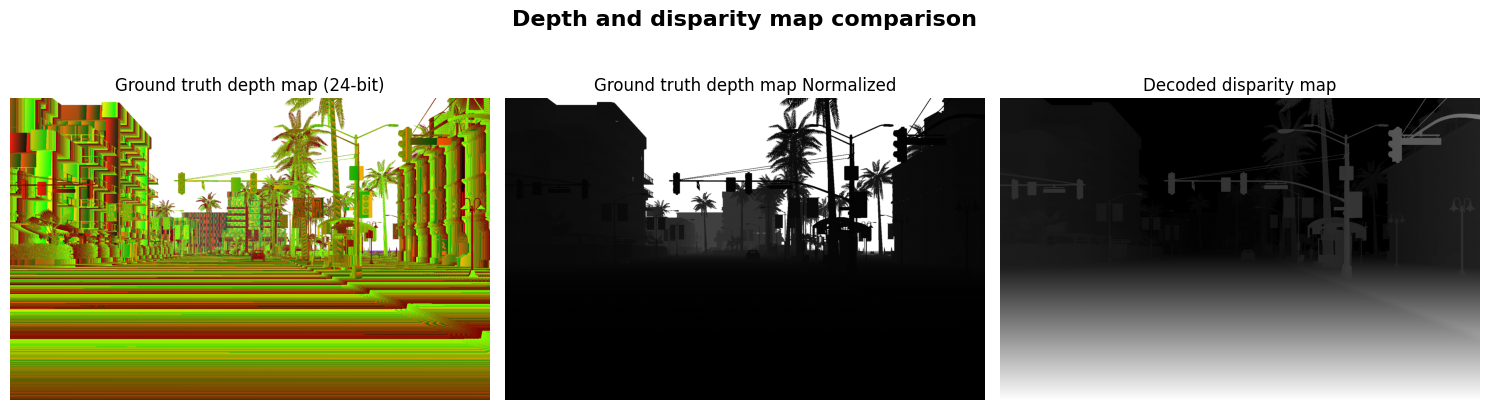 Depth and disparity map comparison
Ground truth depth map (24-bit)
Ground truth depth map Normalized
Decoded disparity map